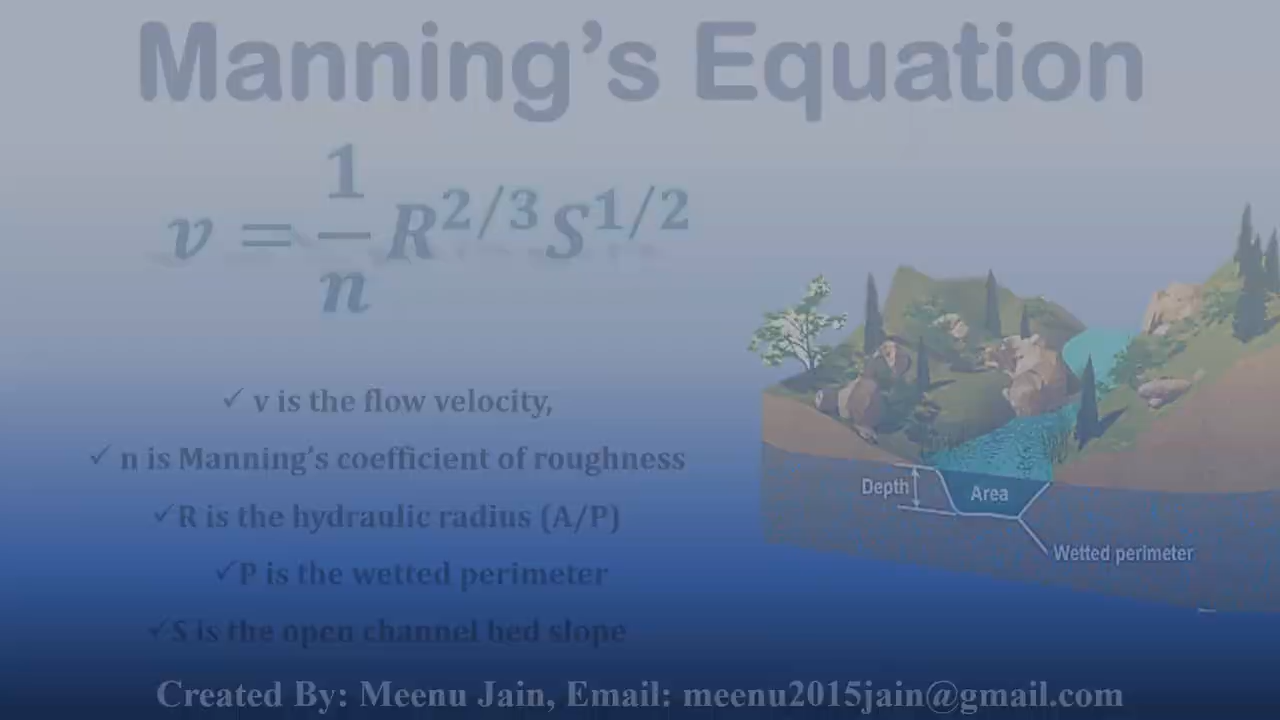 Manning's Equation
v = 1/n R^2/3 S^1/2
✓ v is the flow velocity,
✓ n is Manning's coefficient of roughness
✓ R is the hydraulic radius (A/P)
✓ P is the wetted perimeter
✓ S is the open channel bed slope
Depth
Area
Wetted perimeter
Created By: Meenu Jain, Email: meenu2015jain@gmail.com